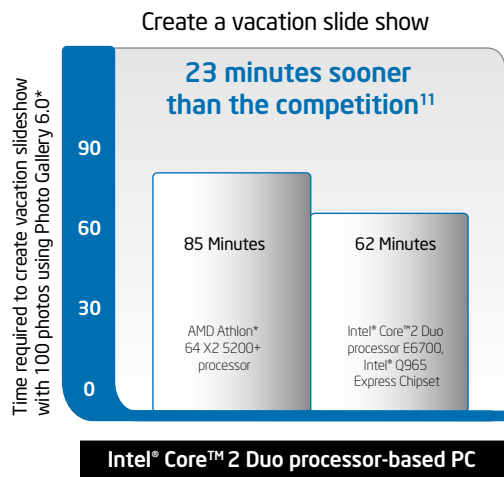 Create a vacation slide show
23 minutes sooner
than the competition11
Time required to create vacation slideshow
with 100 photos using Photo Gallery 6.0*
90
60
30
0
85 Minutes
AMD Athlon*
64 X2 5200+
processor
62 Minutes
Intel® Core™2 Duo
processor E6700,
Intel® Q965
Express Chipset
Intel® Core™ 2 Duo processor-based PC